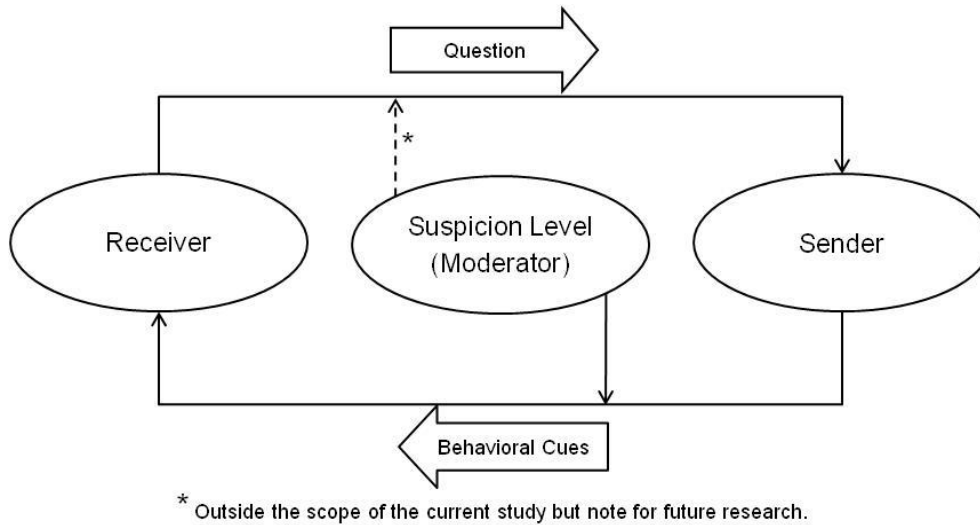 Question
*
Receiver
Suspicion Level
(Moderator)
Sender
Behavioral Cues
* Outside the scope of the current study but note for future research.